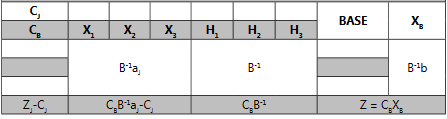 Cj
CB X1 X2 X3 H1 H2 H3 BASE XB
B-1aj B-1 B-1b
Zj-Cj CBB-1aj-Cj CBB-1 Z = CBXB